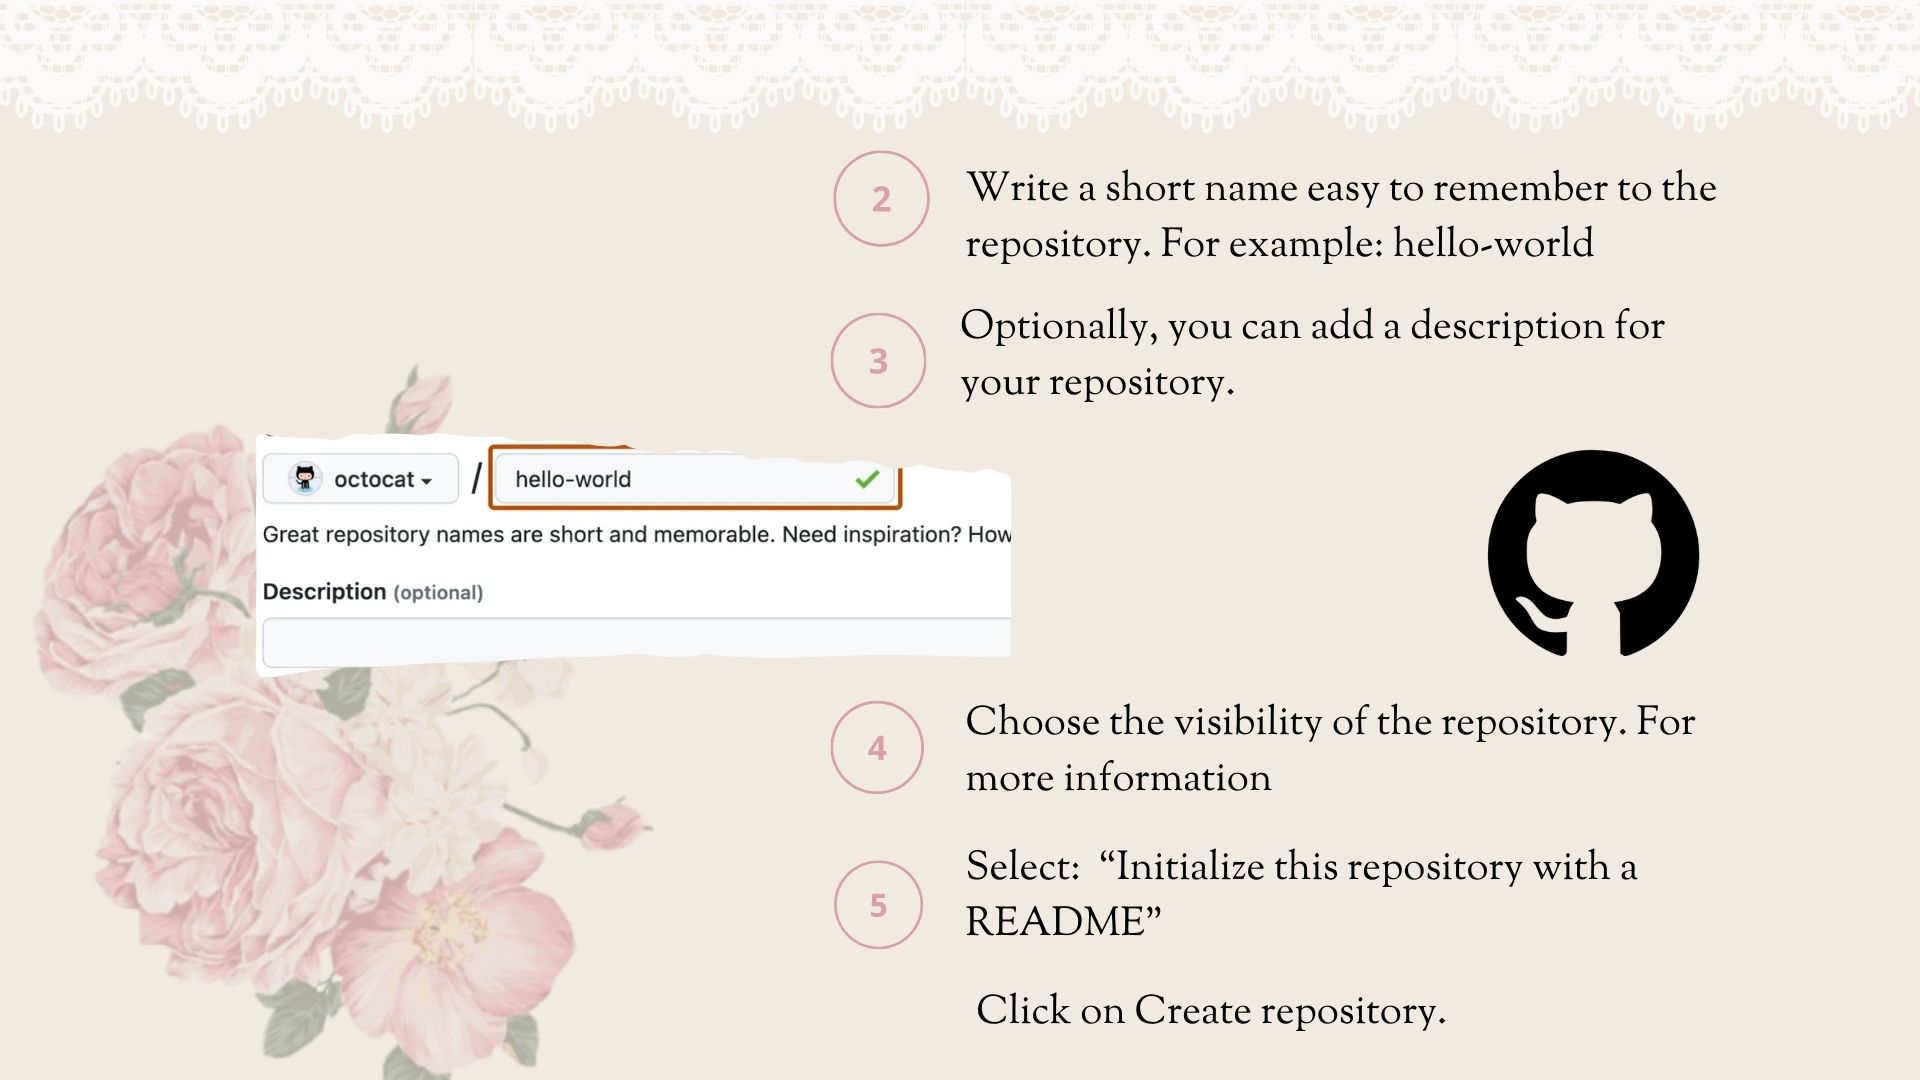 2
Write a short name easy to remember to the
repository. For example: hello-world
3
Optionally, you can add a description for
your repository.
octocat / hello-world
Great repository names are short and memorable. Need inspiration? How
Description (optional)
4
Choose the visibility of the repository. For
more information
5
Select:  “Initialize this repository with a
README”
Click on Create repository.